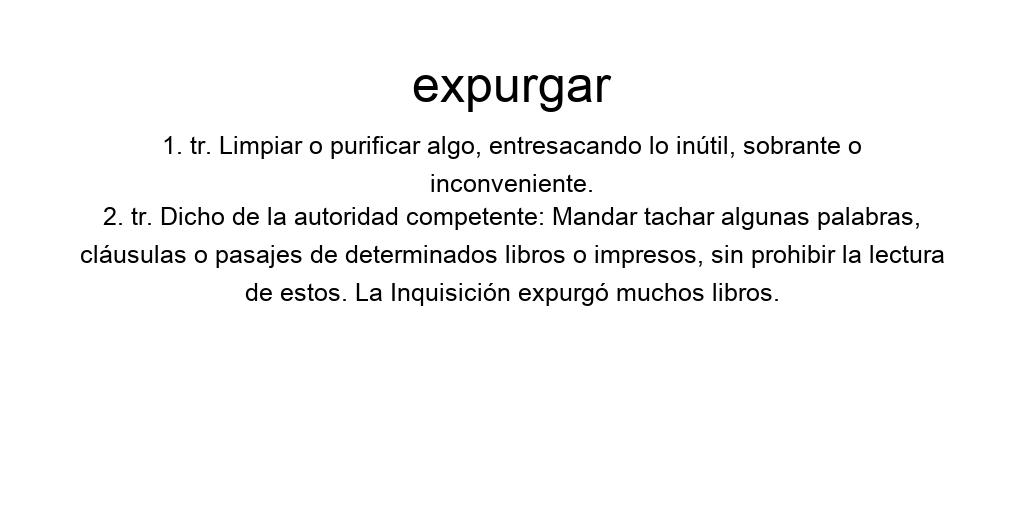 expurgar
1. tr. Limpiar o purificar algo, entresacando lo inútil, sobrante o
inconveniente.
2. tr. Dicho de la autoridad competente: Mandar tachar algunas palabras,
cláusulas o pasajes de determinados libros o impresos, sin prohibir la lectura
de estos. La Inquisición expurgó muchos libros.